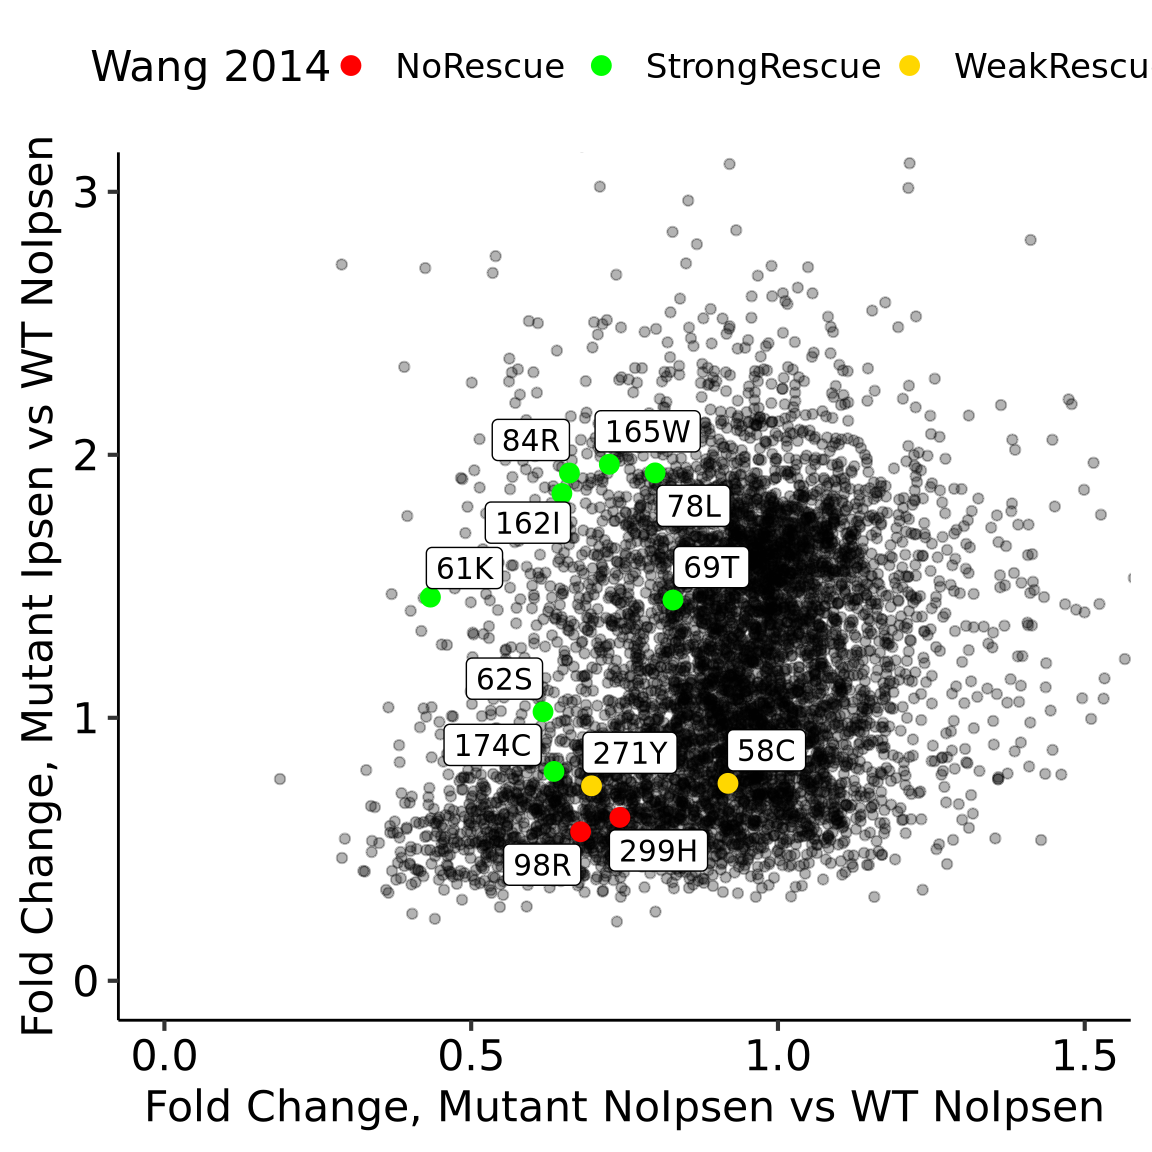 Wang 2014 NoRescue StrongRescue WeakRescu
Fold Change, Mutant Ipsen vs WT NoIpsen
3
2
1
0
84R
165W
162I
78L
61K
69T
62S
174C
271Y
58C
98R
299H
0.0 0.5 1.0 1.5
Fold Change, Mutant NoIpsen vs WT NoIpsen